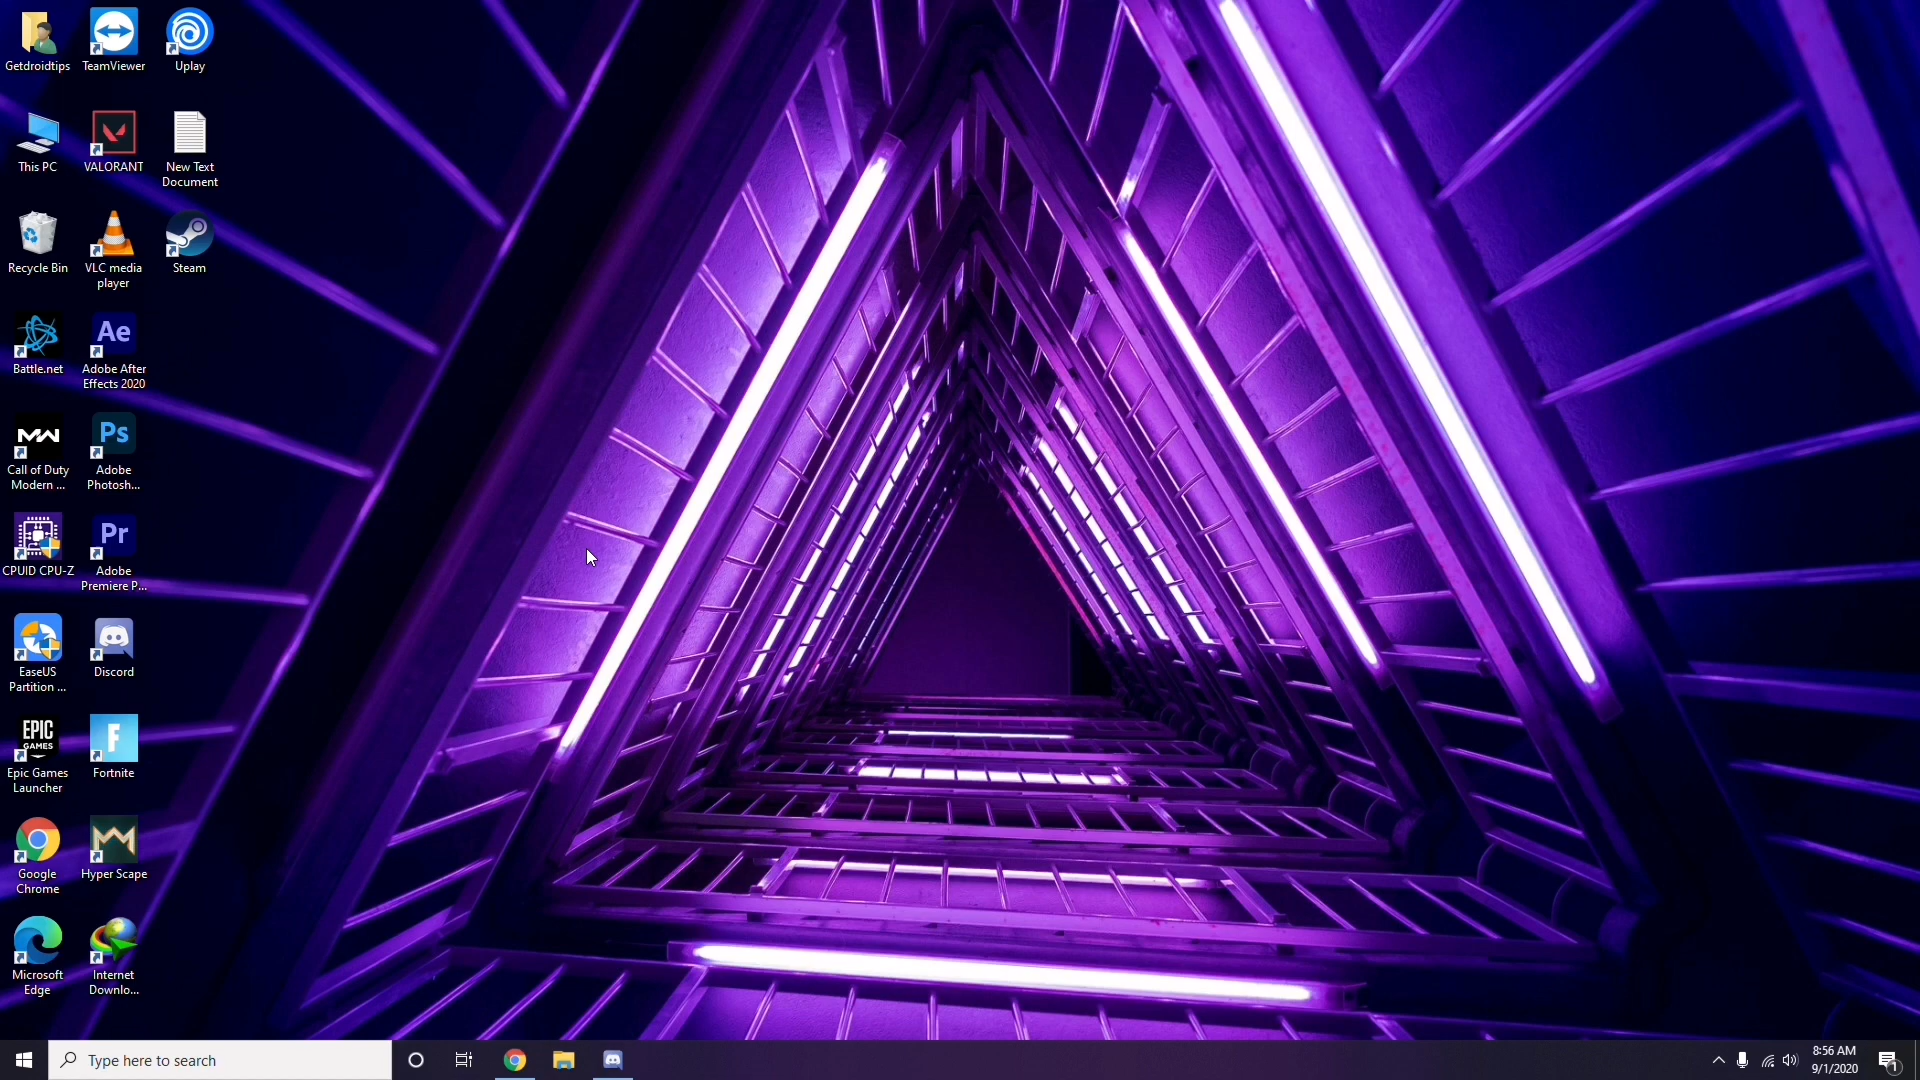 Getdroidtips
TeamViewer
Uplay
This PC
VALORANT
New Text
Document
Recycle Bin
VLC media
player
Steam
Battle.net
Ae
Adobe After
Effects 2020
MW
Call of Duty
Modern ...
Ps
Adobe
Photosh...
CPUID CPU-Z
Pr
Adobe
Premiere P...
EaseUS
Partition ...
Discord
EPIC
GAMES
Epic Games
Launcher
F
Fortnite
Google
Chrome
Hyper Scape
Microsoft
Edge
Internet
Downlo...
Type here to search
8:56 AM
9/1/2020
1